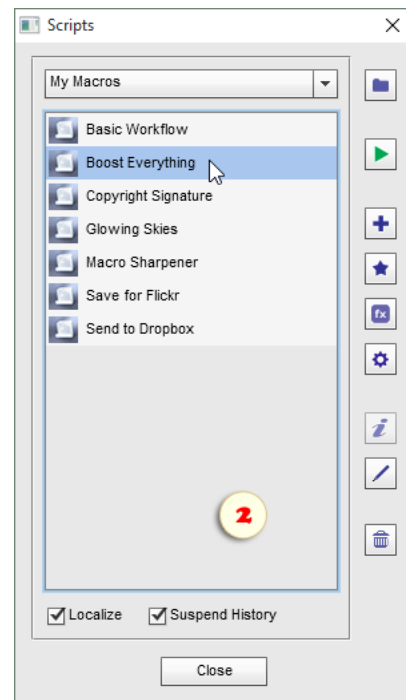 Scripts
My Macros
Basic Workflow
Boost Everything
Copyright Signature
Glowing Skies
Macro Sharpener
Save for Flickr
Send to Dropbox
fx
i
2
Localize Suspend History
Close